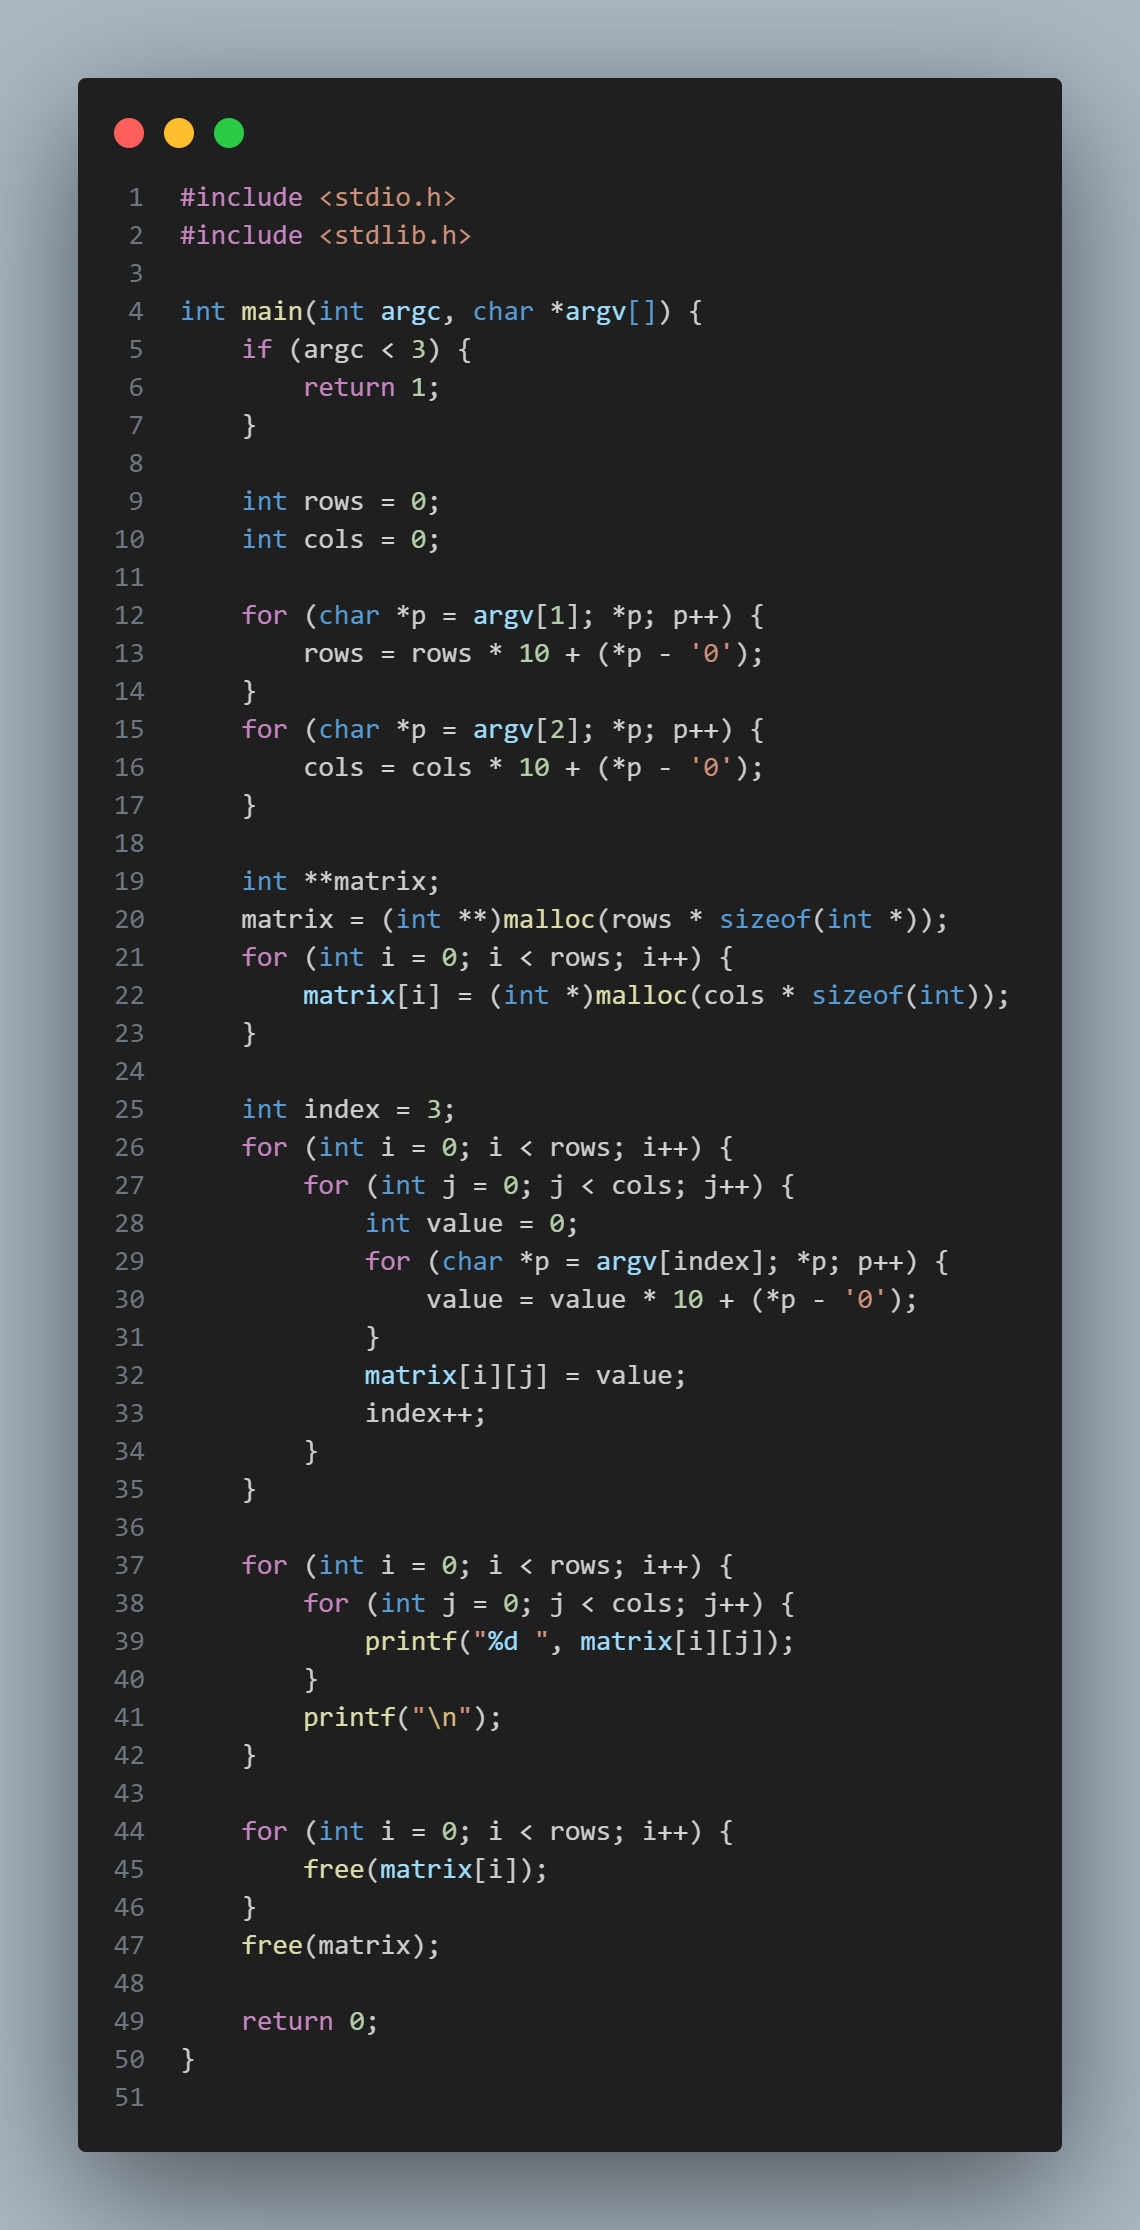 1 #include <stdio.h>
2 #include <stdlib.h>
3
4 int main(int argc, char *argv[]) {
5     if (argc < 3) {
6         return 1;
7     }
8
9     int rows = 0;
10     int cols = 0;
11
12     for (char *p = argv[1]; *p; p++) {
13         rows = rows * 10 + (*p - '0');
14     }
15     for (char *p = argv[2]; *p; p++) {
16         cols = cols * 10 + (*p - '0');
17     }
18
19     int **matrix;
20     matrix = (int **)malloc(rows * sizeof(int *));
21     for (int i = 0; i < rows; i++) {
22         matrix[i] = (int *)malloc(cols * sizeof(int));
23     }
24
25     int index = 3;
26     for (int i = 0; i < rows; i++) {
27         for (int j = 0; j < cols; j++) {
28             int value = 0;
29             for (char *p = argv[index]; *p; p++) {
30                 value = value * 10 + (*p - '0');
31             }
32             matrix[i][j] = value;
33             index++;
34         }
35     }
36
37     for (int i = 0; i < rows; i++) {
38         for (int j = 0; j < cols; j++) {
39             printf("%d ", matrix[i][j]);
40         }
41         printf("\n");
42     }
43
44     for (int i = 0; i < rows; i++) {
45         free(matrix[i]);
46     }
47     free(matrix);
48
49     return 0;
50 }
51